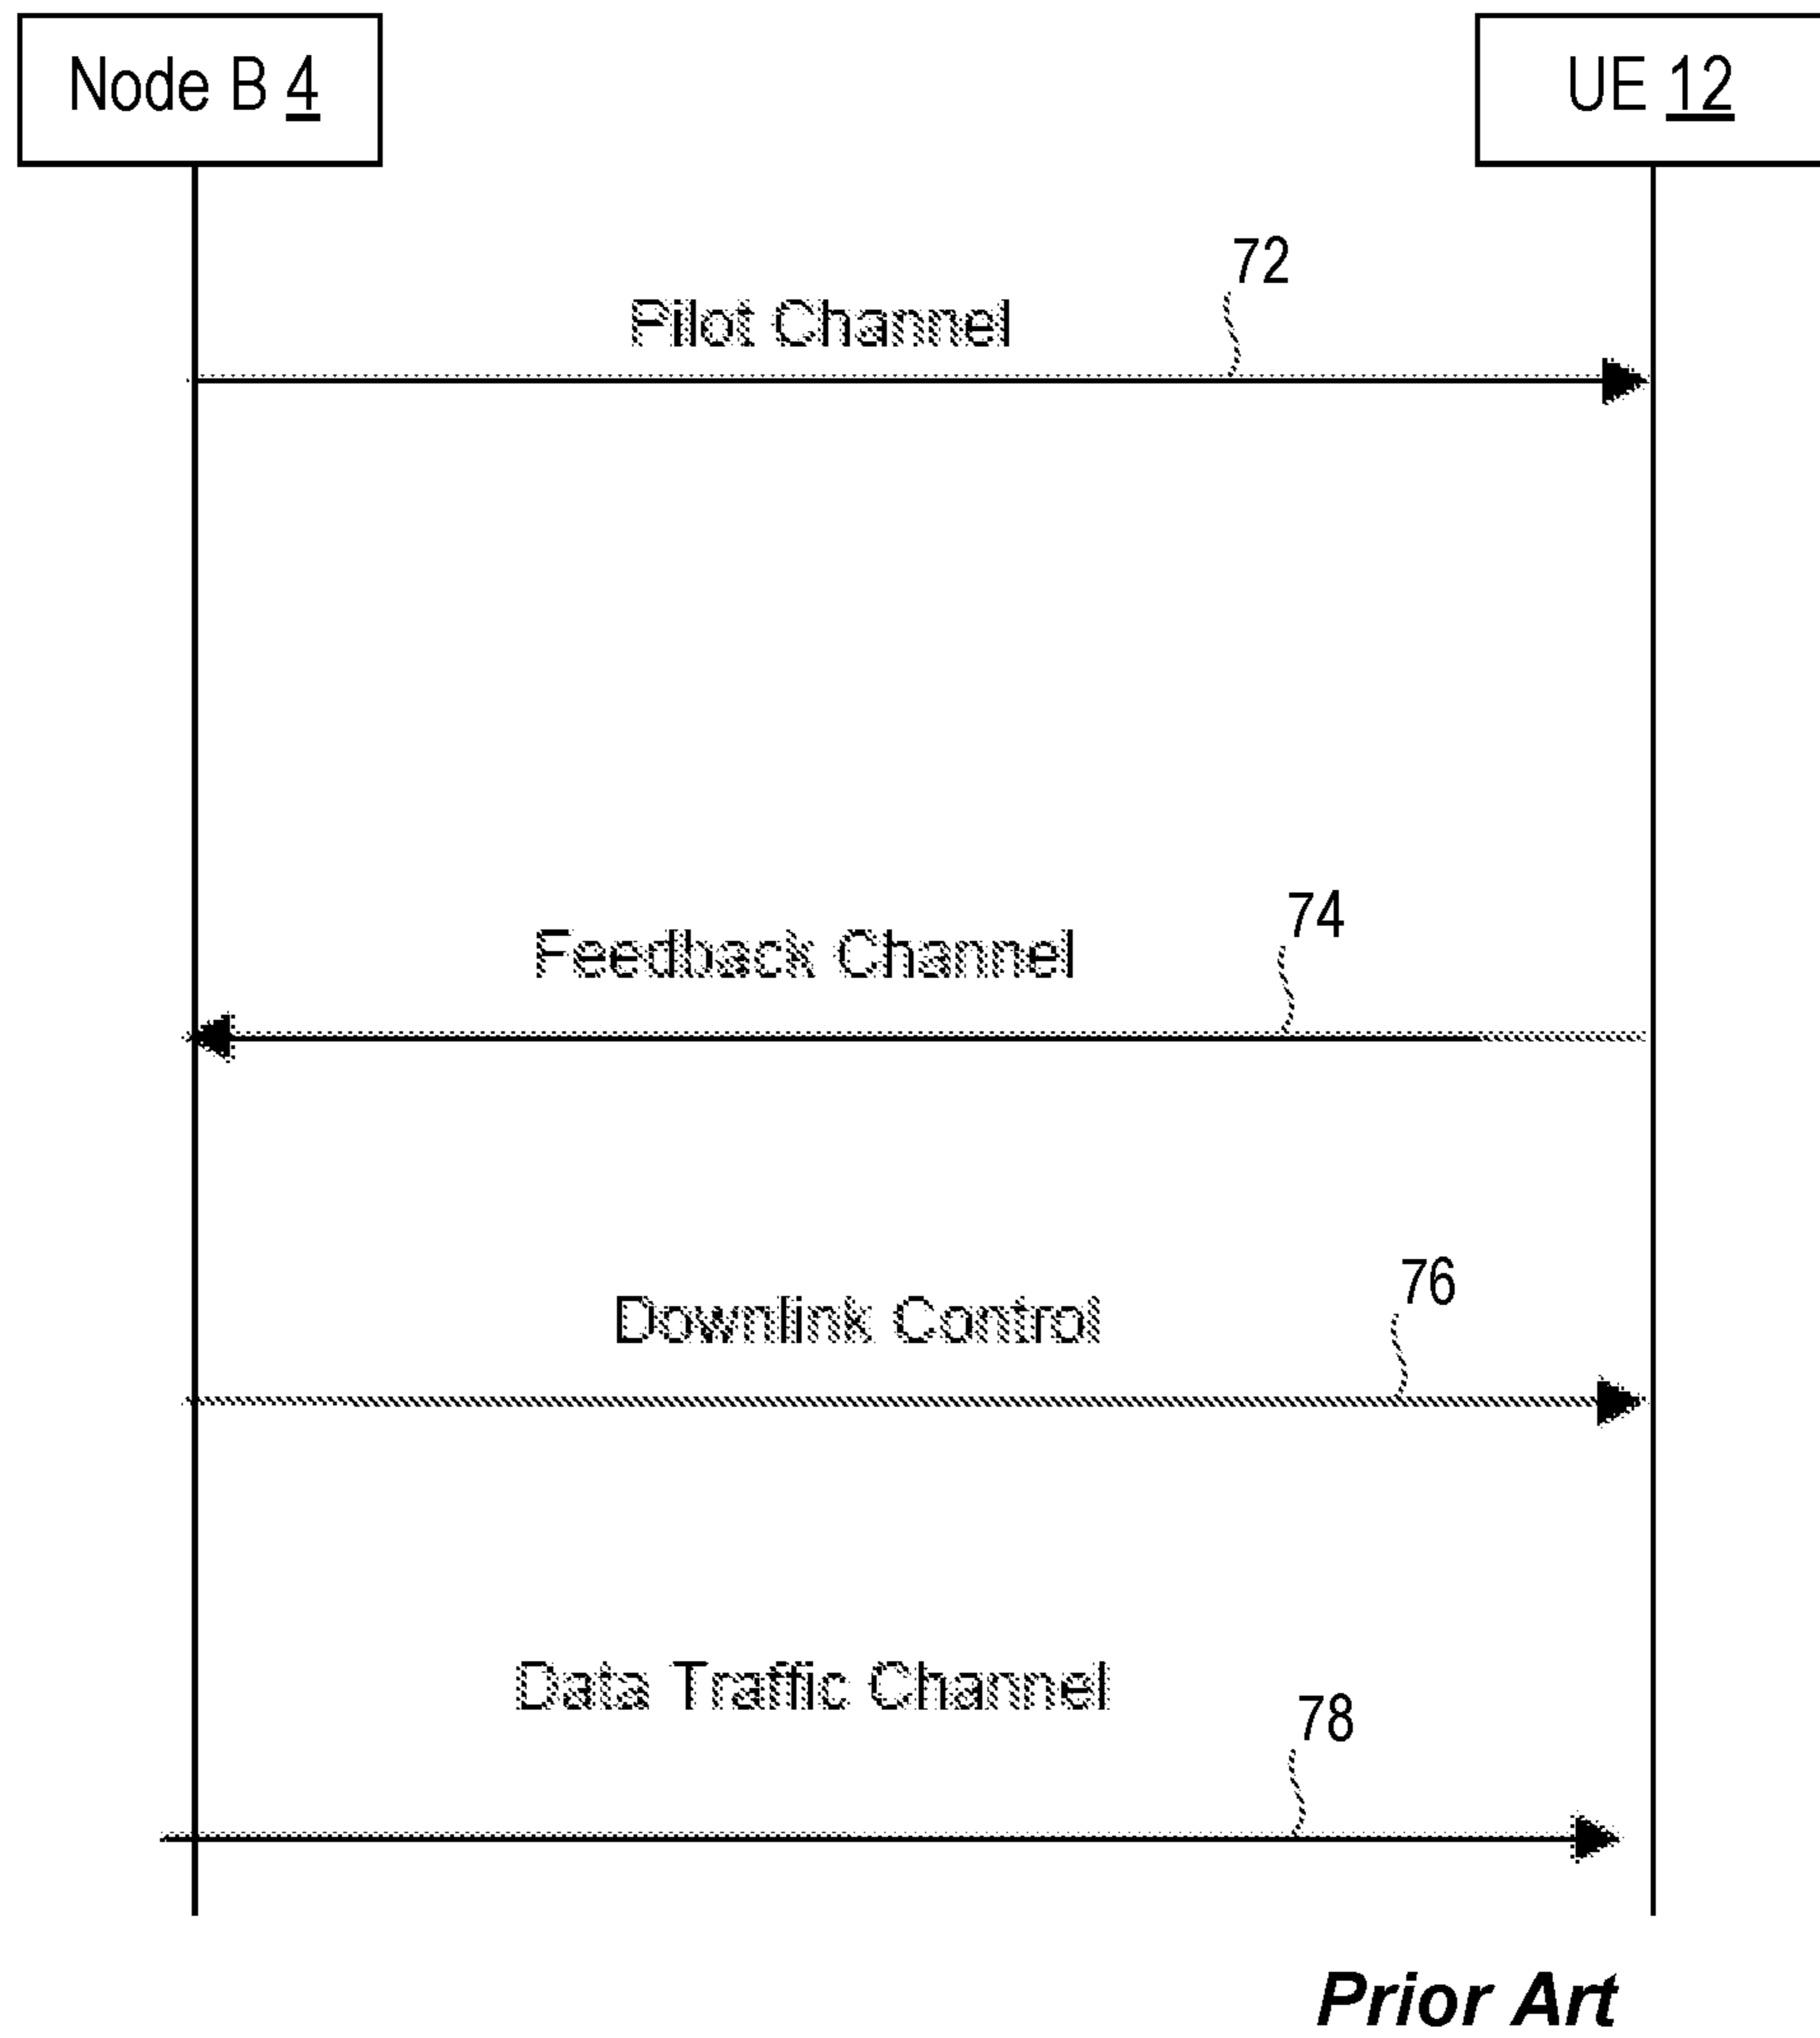 Node B 4
UE 12
72
Pilot Channel
74
Feedback Channel
76
Downlink Control
Data Traffic Channel
78
Prior Art